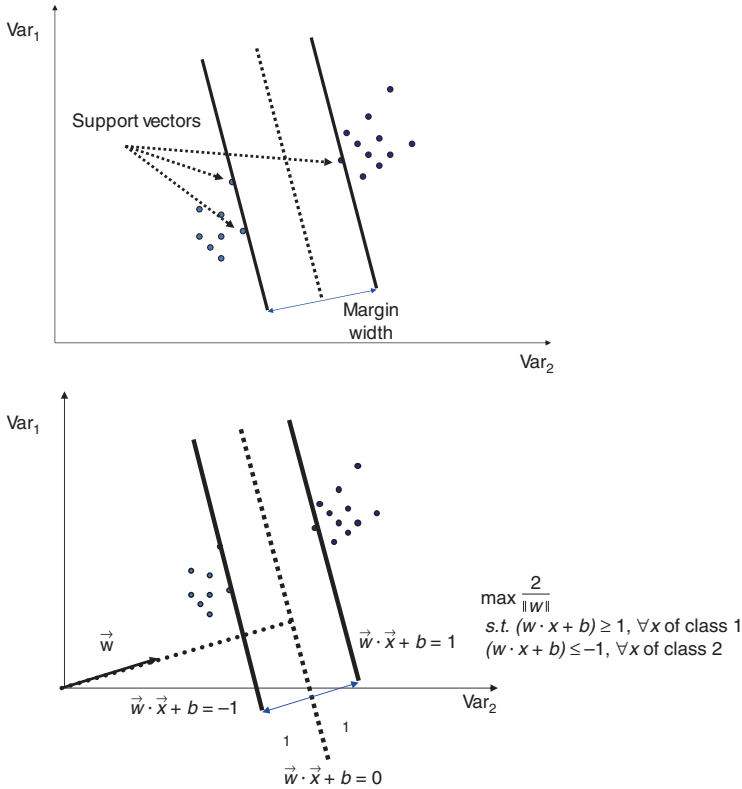 Var₁
Support vectors
Margin
width
Var₂
Var₁
max 2/‖w‖
s.t. (w · x + b) ≥ 1, ∀x of class 1
(w · x + b) ≤ –1, ∀x of class 2
w⃗
w⃗ · x⃗ + b = 1
w⃗ · x⃗ + b = –1
Var₂
1
1
w⃗ · x⃗ + b = 0